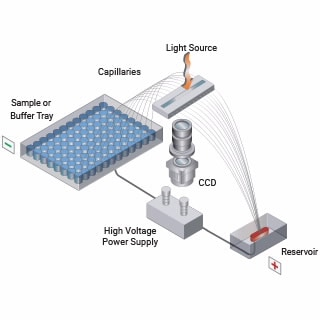 Light Source
Capillaries
Sample or
Buffer Tray
−
CCD
High Voltage
Power Supply
Reservoir
+